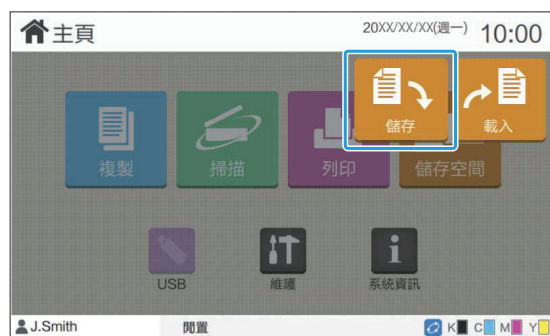 主頁
20XX/XX/XX(週一) 10:00
儲存 載入
複製 掃描 列印 儲存空間
USB 維護 系統資訊
J.Smith 閒置 K C M Y